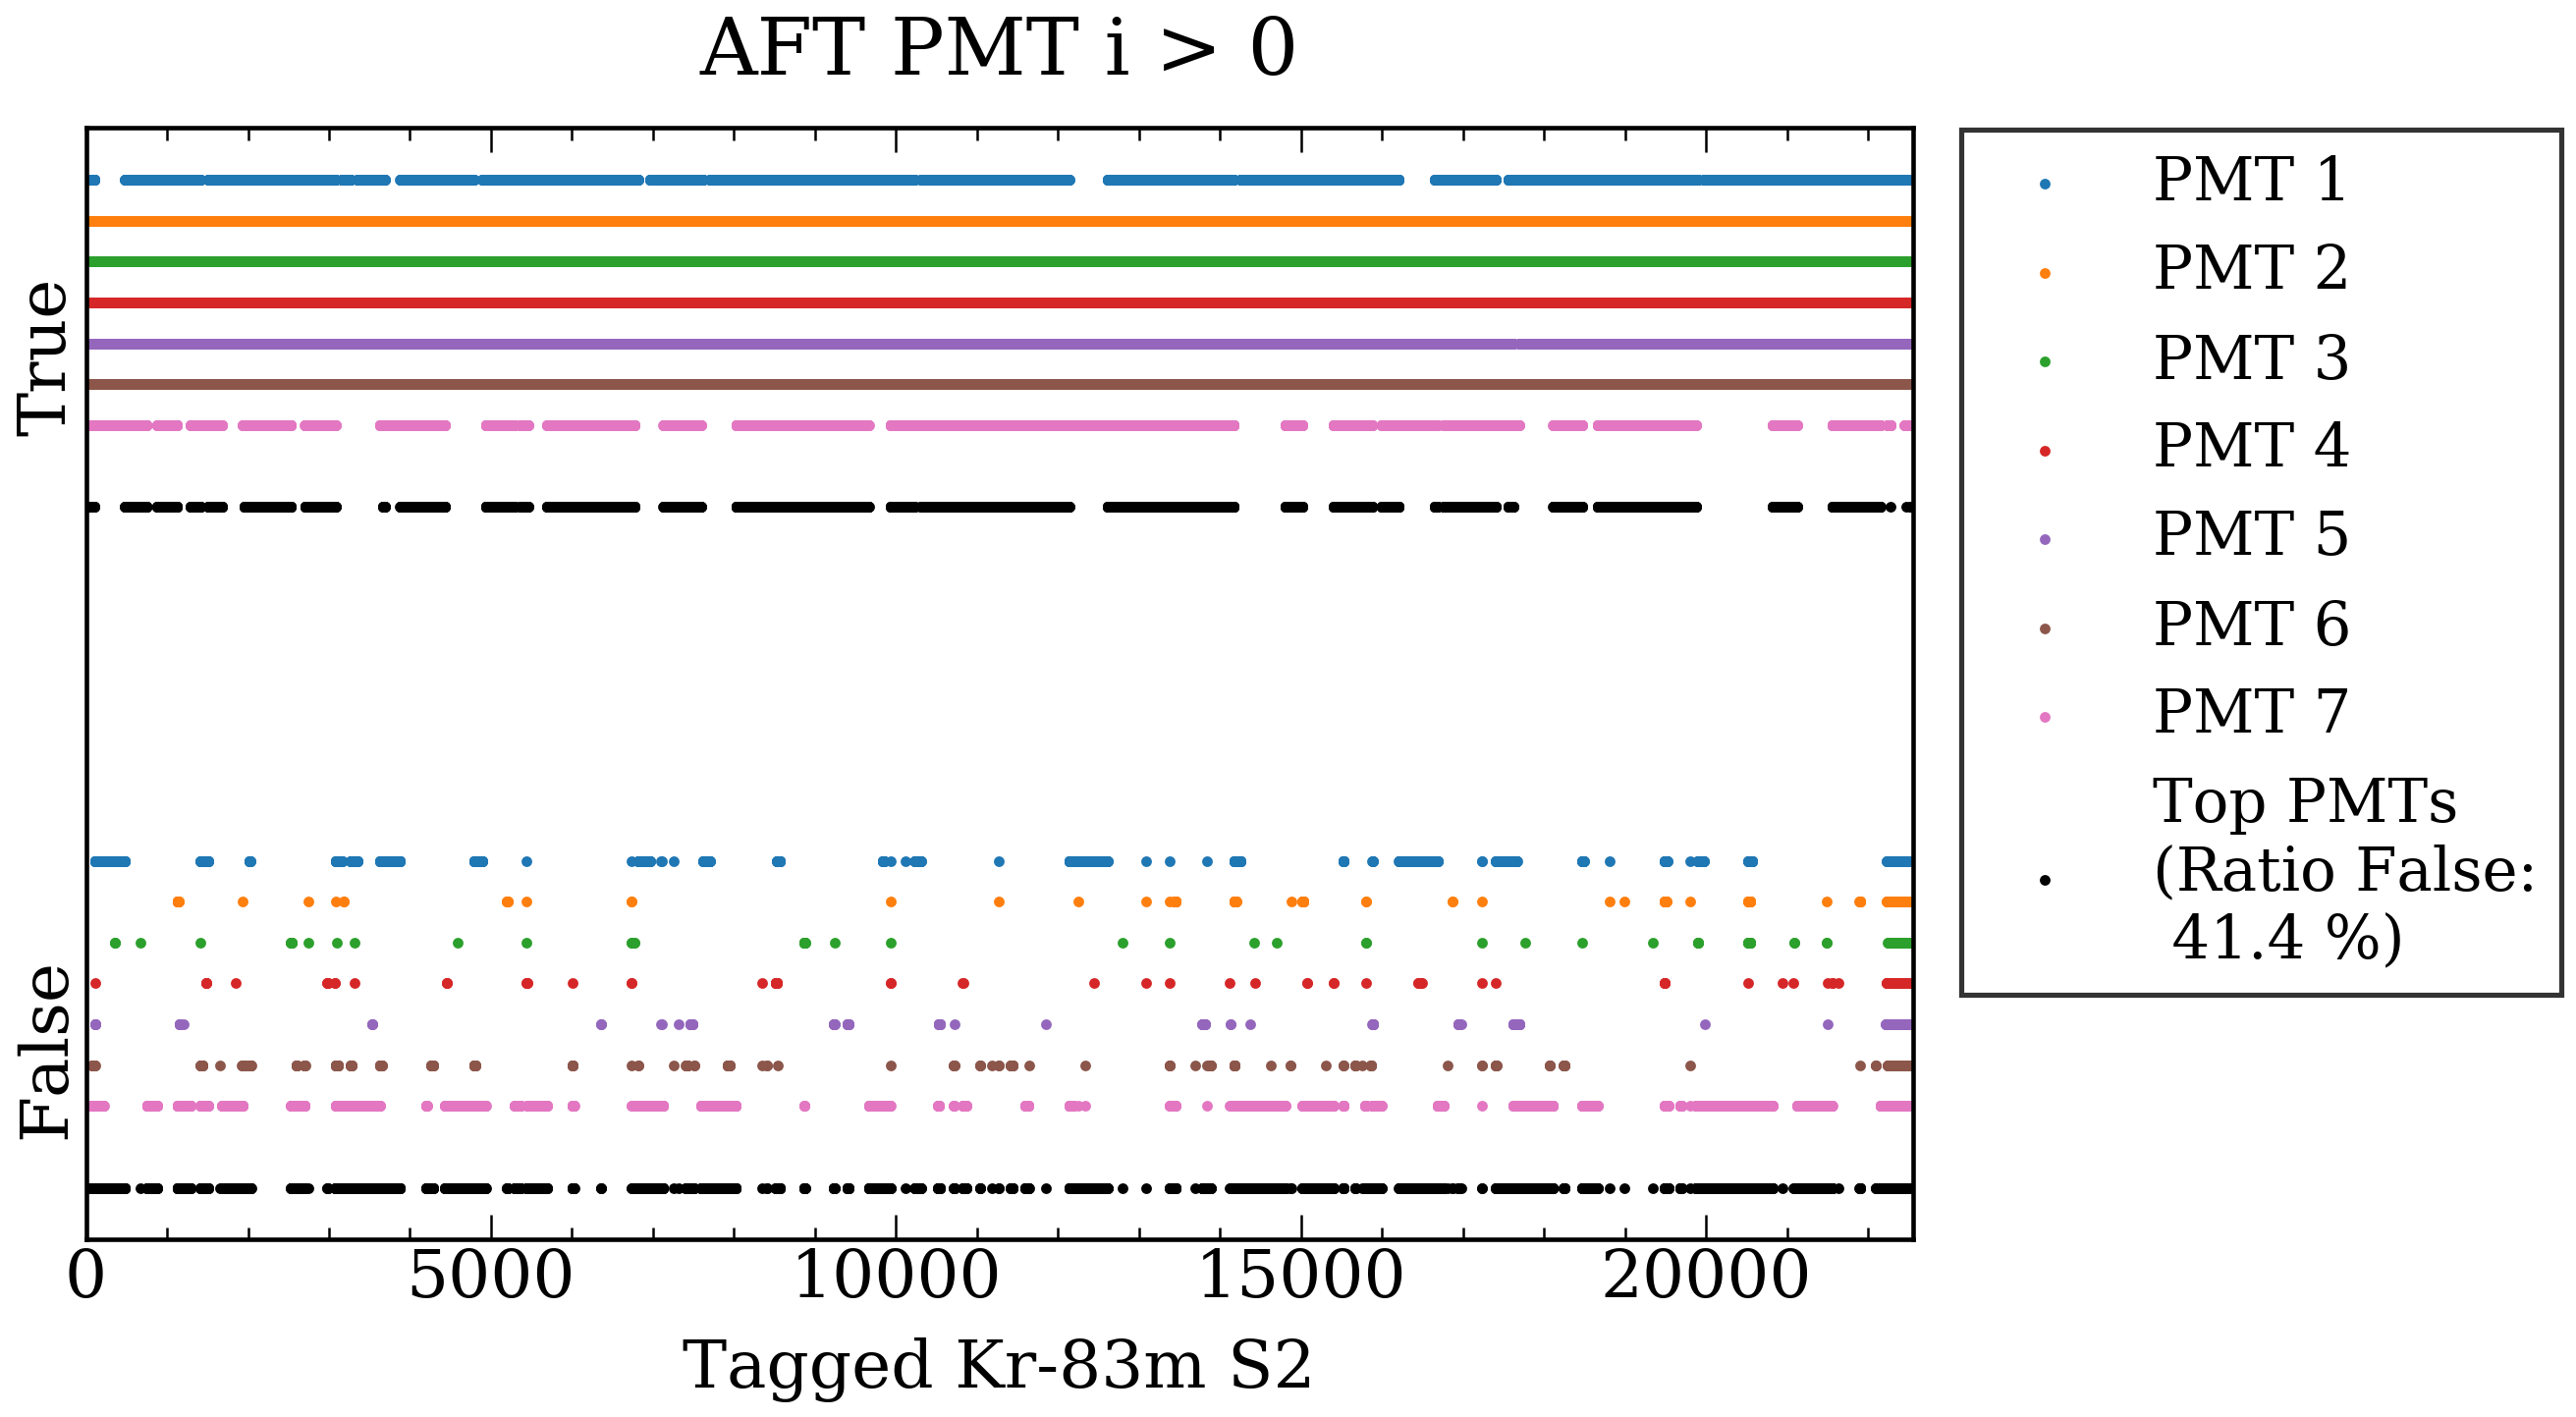 AFT PMT i > 0
True
False
0
5000
10000
15000
20000
Tagged Kr-83m S2
PMT 1
PMT 2
PMT 3
PMT 4
PMT 5
PMT 6
PMT 7
Top PMTs
(Ratio False:
41.4 %)